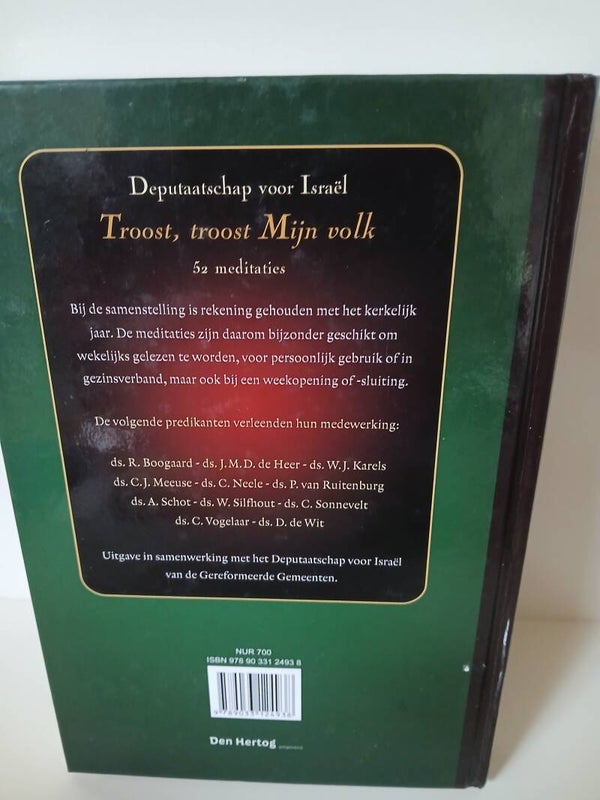 Deputaatschap voor Israël
Troost, troost Mijn volk
52 meditaties
Bij de samenstelling is rekening gehouden met het kerkelijk
jaar. De meditaties zijn daarom bijzonder geschikt om
wekelijks gelezen te worden, voor persoonlijk gebruik of in
gezinsverband, maar ook bij een weekopening of -sluiting.
De volgende predikanten verleenden hun medewerking:
ds. R. Boogaard - ds. J.M.D. de Heer - ds. W.J. Karels
ds. C.J. Meeuse - ds. C. Neele - ds. P. van Ruitenburg
ds. A. Schot - ds. W. Silfhout - ds. C. Sonnevelt
ds. C. Vogelaar - ds. D. de Wit
Uitgave in samenwerking met het Deputaatschap voor Israël
van de Gereformeerde Gemeenten.
NUR 700
ISBN 978 90 331 2493 8
9 789033 124938
Den Hertog